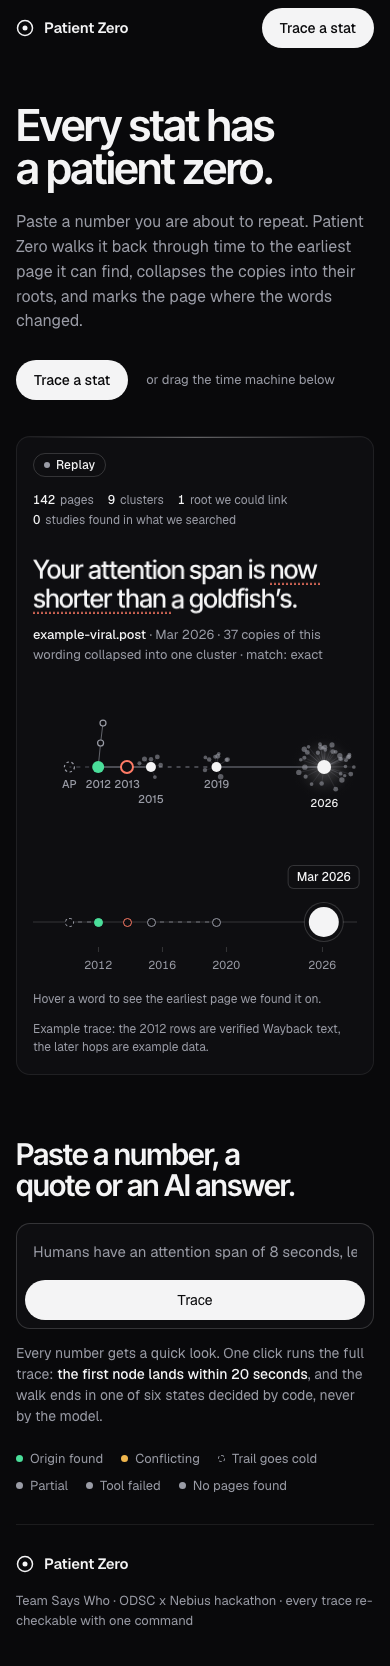 Patient Zero
Trace a stat
Every stat has
a patient zero.
Paste a number you are about to repeat. Patient
Zero walks it back through time to the earliest
page it can find, collapses the copies into their
roots, and marks the page where the words
changed.
Trace a stat
or drag the time machine below
Replay
142 pages 9 clusters 1 root we could link
0 studies found in what we searched
Your attention span is now
shorter than a goldfish's.
example-viral.post · Mar 2026 · 37 copies of this
wording collapsed into one cluster · match: exact
AP 2012 2013 2019
2015 2026
Mar 2026
2012 2016 2020 2026
Hover a word to see the earliest page we found it on.
Example trace: the 2012 rows are verified Wayback text,
the later hops are example data.
Paste a number, a
quote or an AI answer.
Humans have an attention span of 8 seconds, le
Trace
Every number gets a quick look. One click runs the full
trace: the first node lands within 20 seconds, and the
walk ends in one of six states decided by code, never
by the model.
Origin found Conflicting Trail goes cold
Partial Tool failed No pages found
Patient Zero
Team Says Who · ODSC x Nebius hackathon · every trace re-
checkable with one command